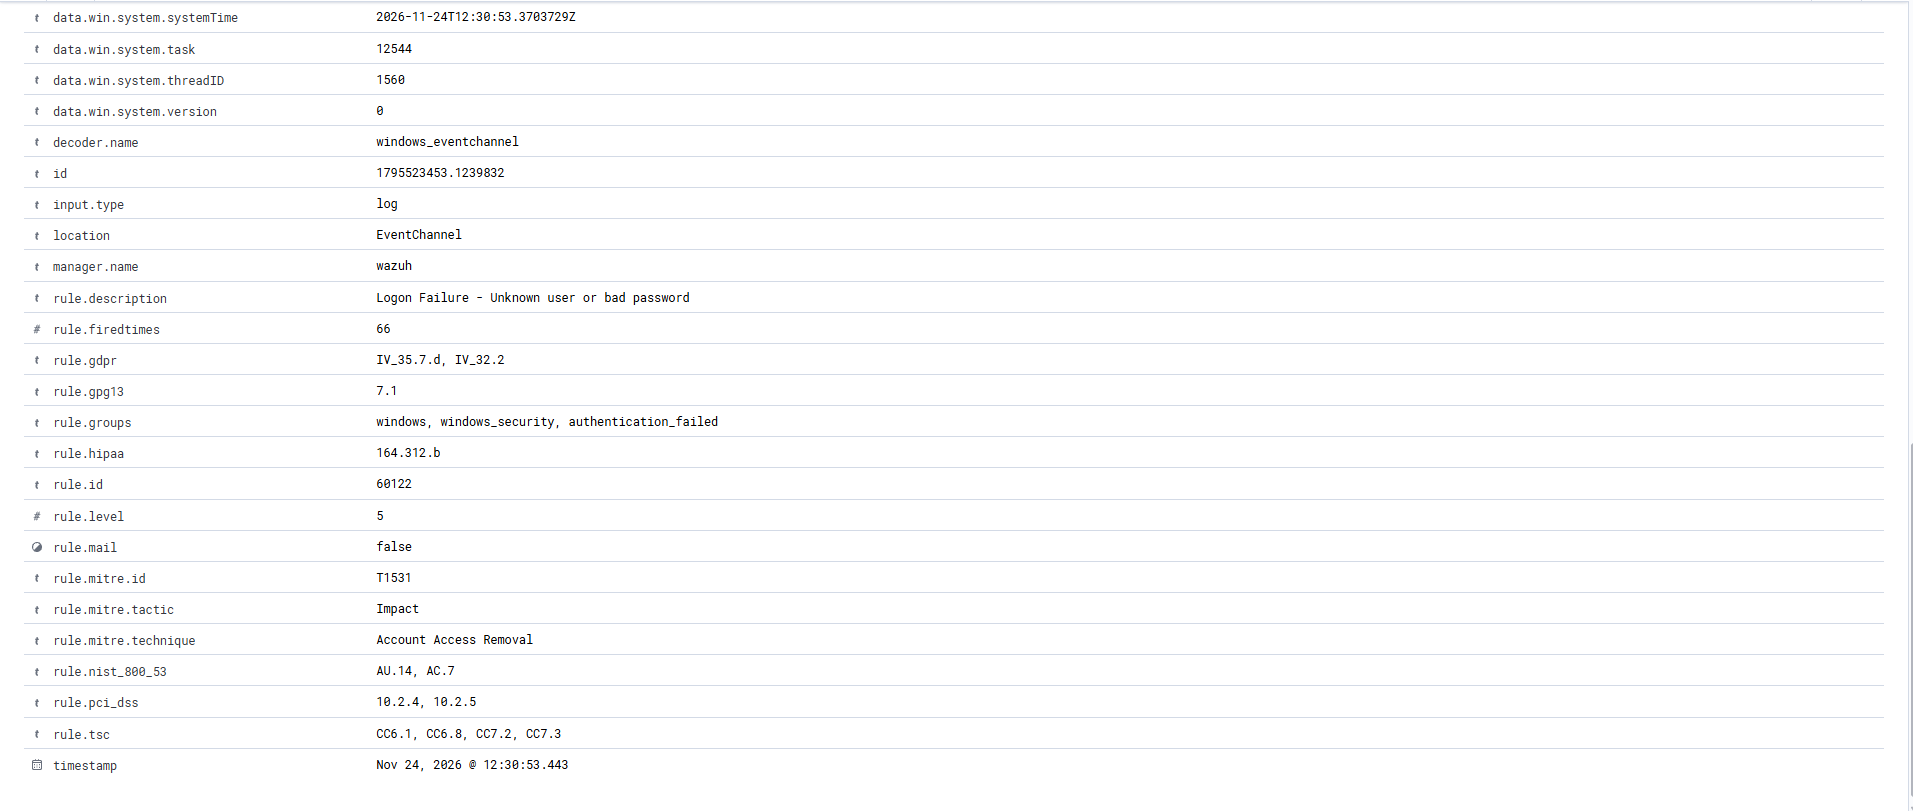 t data.win.system.systemTime 2026-11-24T12:30:53.3703729Z
t data.win.system.task 12544
t data.win.system.threadID 1560
t data.win.system.version 0
t decoder.name windows_eventchannel
t id 1795523453.1239832
t input.type log
t location EventChannel
t manager.name wazuh
t rule.description Logon Failure - Unknown user or bad password
# rule.firedtimes 66
t rule.gdpr IV_35.7.d, IV_32.2
t rule.gpg13 7.1
t rule.groups windows, windows_security, authentication_failed
t rule.hipaa 164.312.b
t rule.id 60122
# rule.level 5
rule.mail false
t rule.mitre.id T1531
t rule.mitre.tactic Impact
t rule.mitre.technique Account Access Removal
t rule.nist_800_53 AU.14, AC.7
t rule.pci_dss 10.2.4, 10.2.5
t rule.tsc CC6.1, CC6.8, CC7.2, CC7.3
timestamp Nov 24, 2026 @ 12:30:53.443